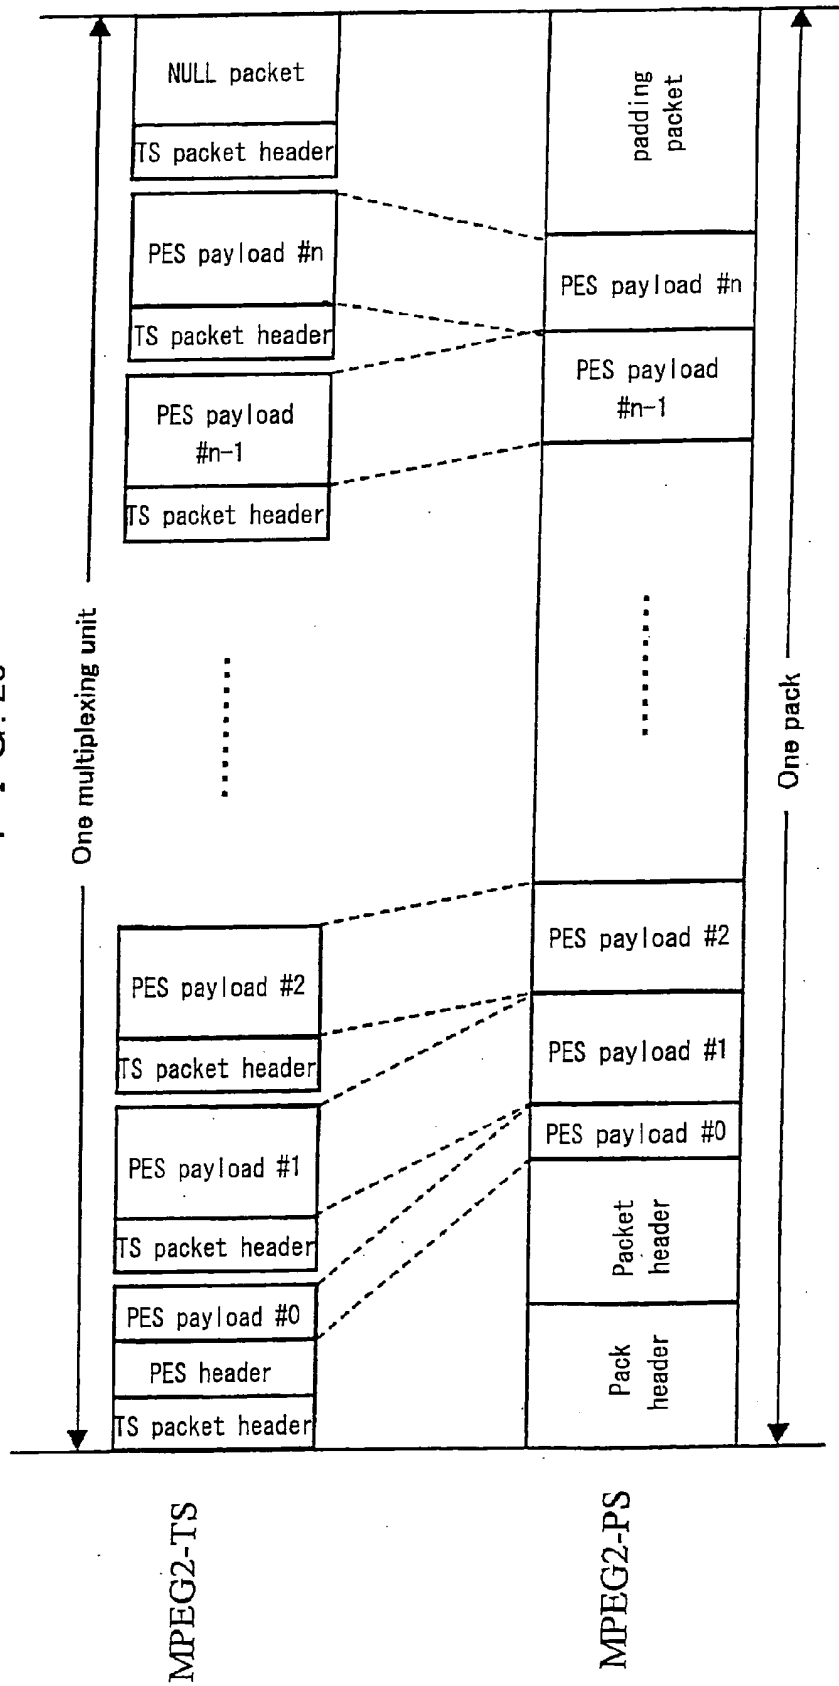 NULL packet
TS packet header
PES payload #n
TS packet header
PES payload
#n-1
TS packet header
.........
PES payload #2
TS packet header
PES payload #1
TS packet header
PES payload #0
PES header
TS packet header
MPEG2-TS
One multiplexing unit
padding
packet
PES payload #n
PES payload
#n-1
..........
PES payload #2
PES payload #1
PES payload #0
Packet
header
Pack
header
MPEG2-PS
One pack